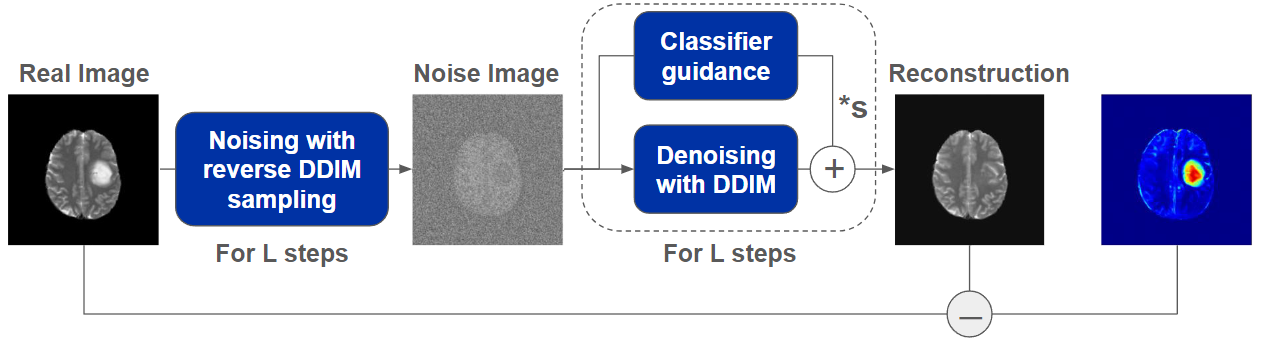 Real Image
Noising with
reverse DDIM
sampling
For L steps
Noise Image
Classifier
guidance
Denoising
with DDIM
*s
+
For L steps
Reconstruction
—